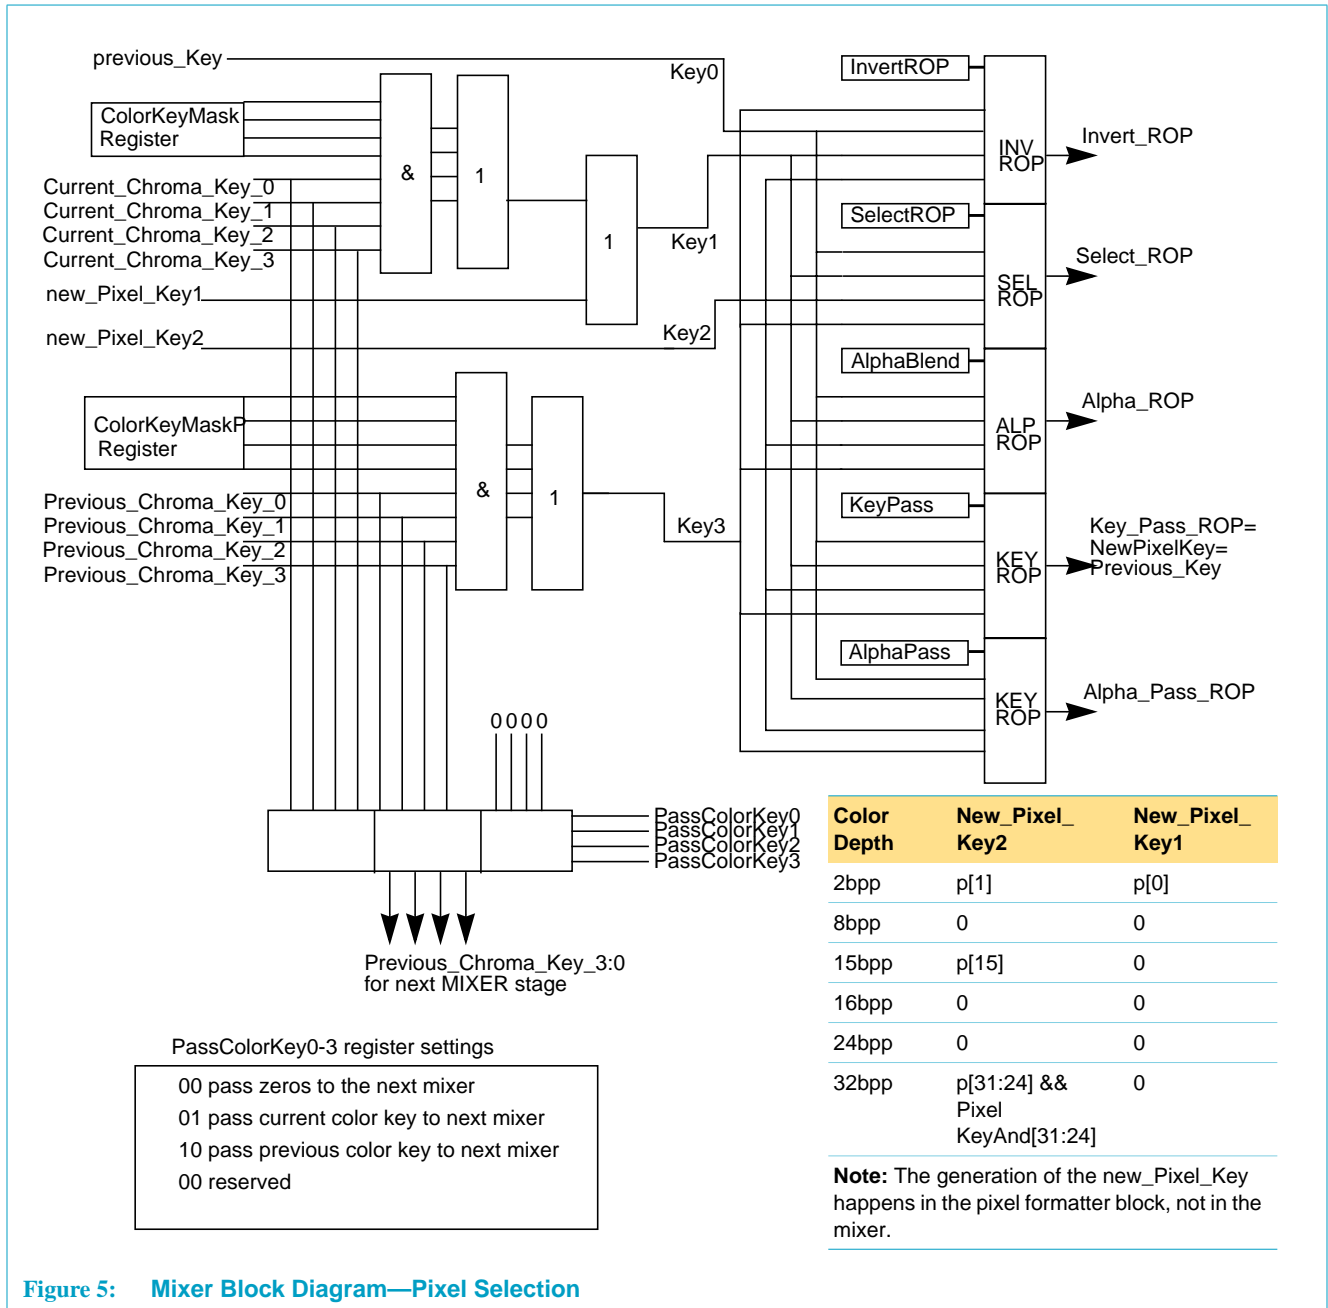 previous_Key
Key0
InvertROP
ColorKeyMask
Register
INV
ROP
Invert_ROP
&
1
Current_Chroma_Key_0
Current_Chroma_Key_1
Current_Chroma_Key_2
Current_Chroma_Key_3
SelectROP
1
Key1
SEL
ROP
Select_ROP
new_Pixel_Key1
new_Pixel_Key2
Key2
AlphaBlend
ColorKeyMaskP
Register
ALP
ROP
Alpha_ROP
&
1
Previous_Chroma_Key_0
Previous_Chroma_Key_1
Previous_Chroma_Key_2
Previous_Chroma_Key_3
Key3
KeyPass
KEY
ROP
Key_Pass_ROP=
NewPixelKey=
Previous_Key
AlphaPass
KEY
ROP
Alpha_Pass_ROP
0 0 0 0
PassColorKey0
PassColorKey1
PassColorKey2
PassColorKey3
Previous_Chroma_Key_3:0
for next MIXER stage
PassColorKey0-3 register settings
00 pass zeros to the next mixer
01 pass current color key to next mixer
10 pass previous color key to next mixer
00 reserved
Color Depth New_Pixel_Key2 New_Pixel_Key1
2bpp p[1] p[0]
8bpp 0 0
15bpp p[15] 0
16bpp 0 0
24bpp 0 0
32bpp p[31:24] && 0
Pixel
KeyAnd[31:24]
Note: The generation of the new_Pixel_Key
happens in the pixel formatter block, not in the
mixer.
Figure 5: Mixer Block Diagram—Pixel Selection